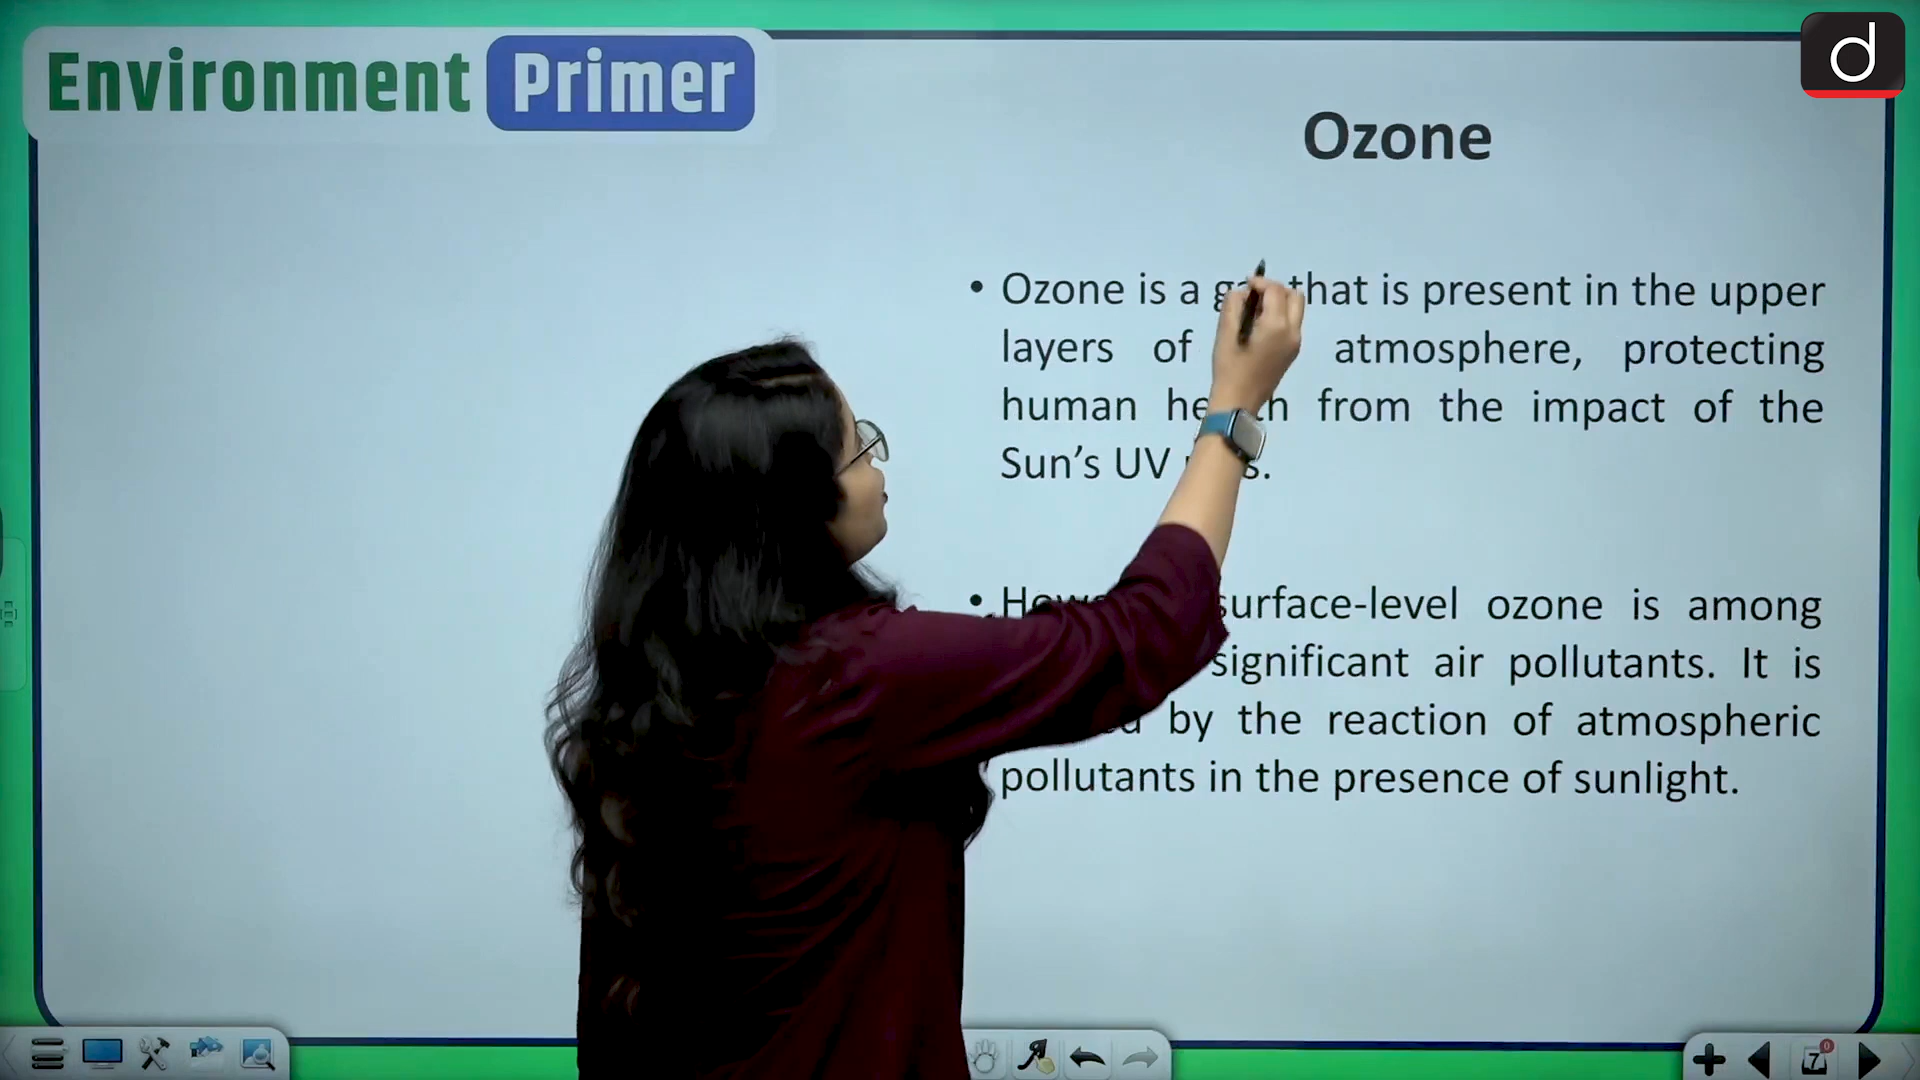 Environment Primer
d
Ozone
• Ozone is a that is present in the upper
layers of atmosphere, protecting
human from the impact of the
Sun’s UV
• surface-level ozone is among
significant air pollutants. It is
by the reaction of atmospheric
pollutants in the presence of sunlight.
7
0